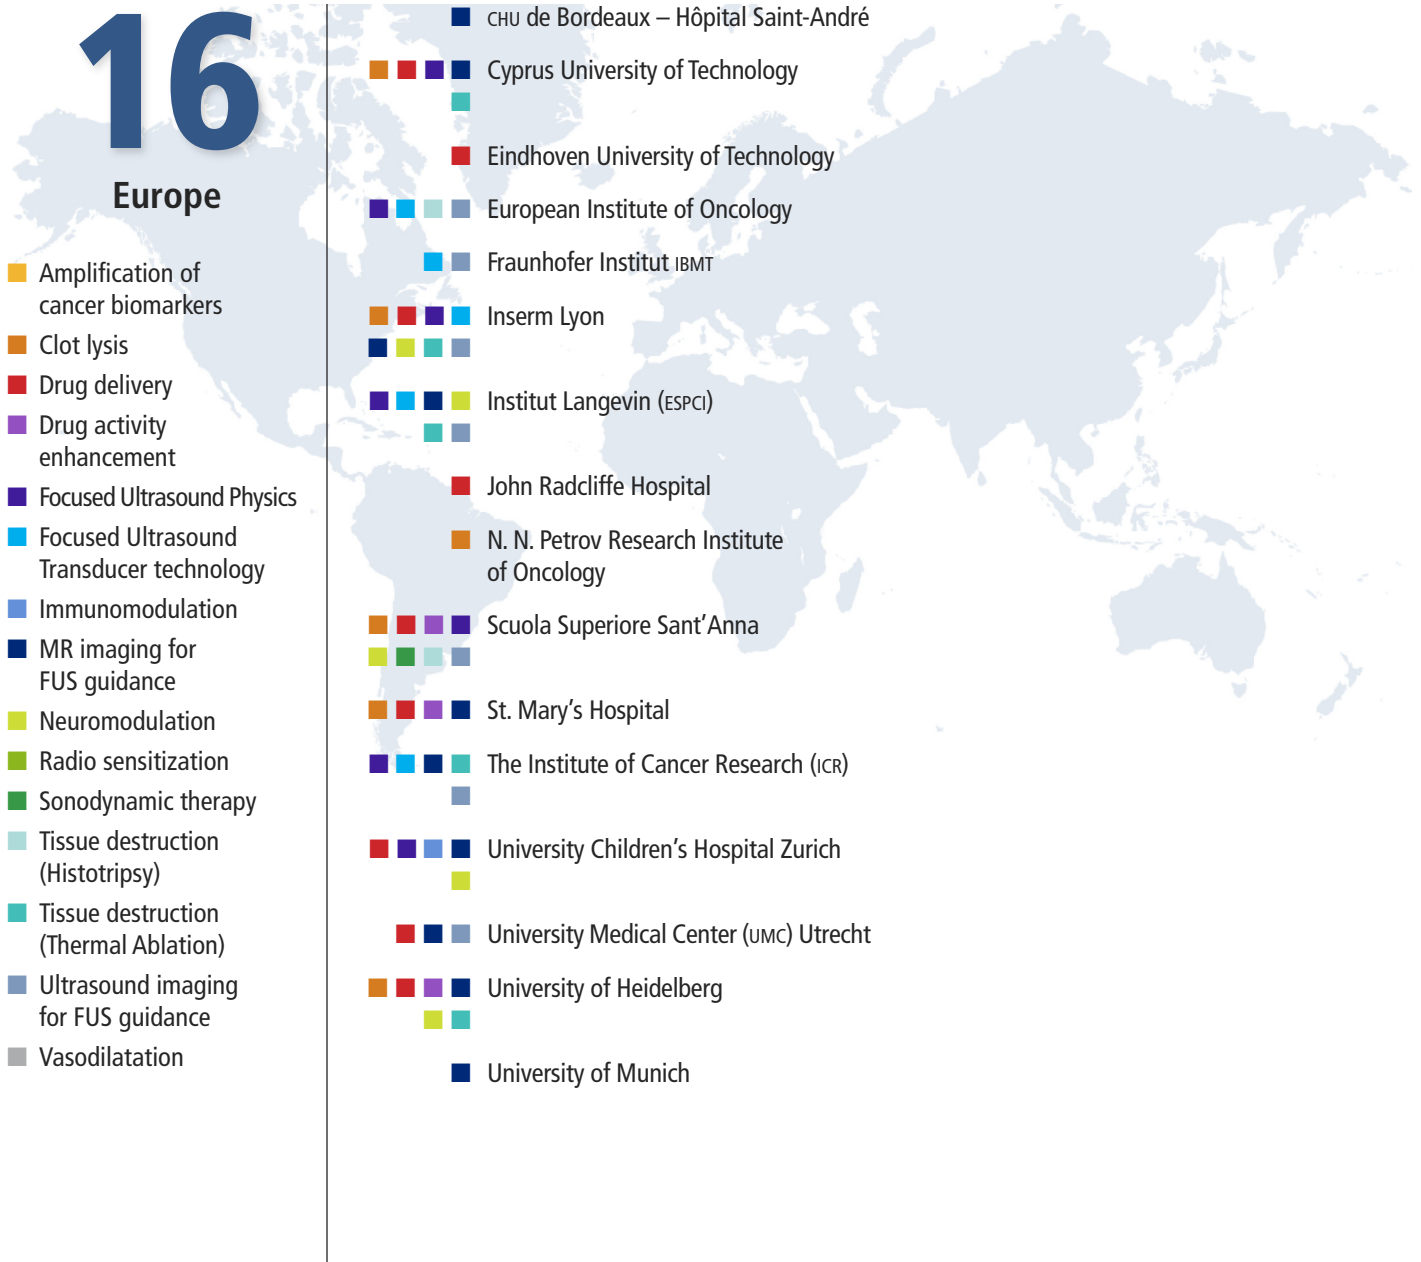 16
Europe
Amplification of
cancer biomarkers
Clot lysis
Drug delivery
Drug activity
enhancement
Focused Ultrasound Physics
Focused Ultrasound
Transducer technology
Immunomodulation
MR imaging for
FUS guidance
Neuromodulation
Radio sensitization
Sonodynamic therapy
Tissue destruction
(Histotripsy)
Tissue destruction
(Thermal Ablation)
Ultrasound imaging
for FUS guidance
Vasodilatation
CHU de Bordeaux – Hôpital Saint-André
Cyprus University of Technology
Eindhoven University of Technology
European Institute of Oncology
Fraunhofer Institut IBMT
Inserm Lyon
Institut Langevin (ESPCI)
John Radcliffe Hospital
N. N. Petrov Research Institute
of Oncology
Scuola Superiore Sant’Anna
St. Mary’s Hospital
The Institute of Cancer Research (ICR)
University Children’s Hospital Zurich
University Medical Center (UMC) Utrecht
University of Heidelberg
University of Munich